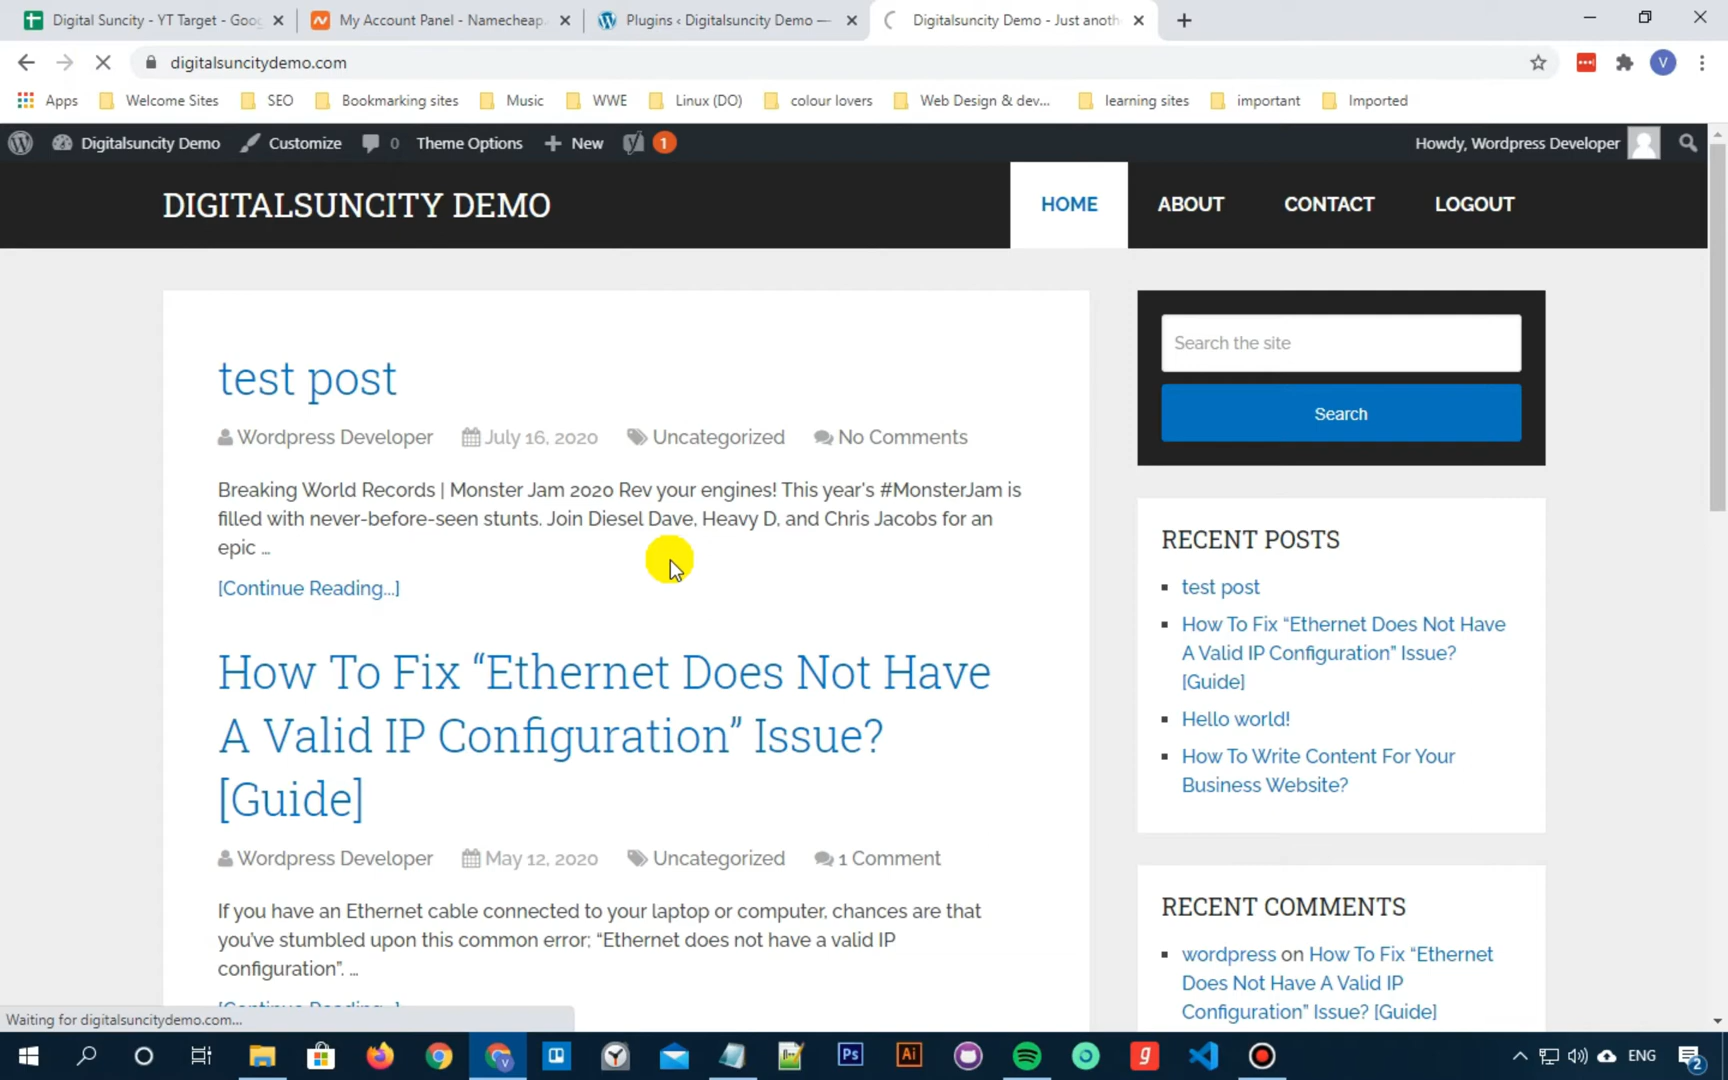 Digital Suncity - YT Target - Goo
My Account Panel - Namecheap
Plugins ‹ Digitalsuncity Demo —
Digitalsuncity Demo - Just anoth
digitalsuncitydemo.com
V
Apps
Welcome Sites
SEO
Bookmarking sites
Music
WWE
Linux (DO)
colour lovers
Web Design & dev...
learning sites
important
Imported
Digitalsuncity Demo
Customize
0
Theme Options
New
1
Howdy, Wordpress Developer
DIGITALSUNCITY DEMO
HOME
ABOUT
CONTACT
LOGOUT
test post
Wordpress Developer
July 16, 2020
Uncategorized
No Comments
Breaking World Records | Monster Jam 2020 Rev your engines! This year's #MonsterJam is
filled with never-before-seen stunts. Join Diesel Dave, Heavy D, and Chris Jacobs for an
epic ...
[Continue Reading...]
How To Fix “Ethernet Does Not Have
A Valid IP Configuration” Issue?
[Guide]
Wordpress Developer
May 12, 2020
Uncategorized
1 Comment
If you have an Ethernet cable connected to your laptop or computer, chances are that
you’ve stumbled upon this common error; “Ethernet does not have a valid IP
configuration”. ...
[Continue Reading...]
Search the site
Search
RECENT POSTS
test post
How To Fix “Ethernet Does Not Have
A Valid IP Configuration” Issue?
[Guide]
Hello world!
How To Write Content For Your
Business Website?
RECENT COMMENTS
wordpress on How To Fix “Ethernet
Does Not Have A Valid IP
Configuration” Issue? [Guide]
Waiting for digitalsuncitydemo.com...
V
Ps
Ai
g
ENG
2